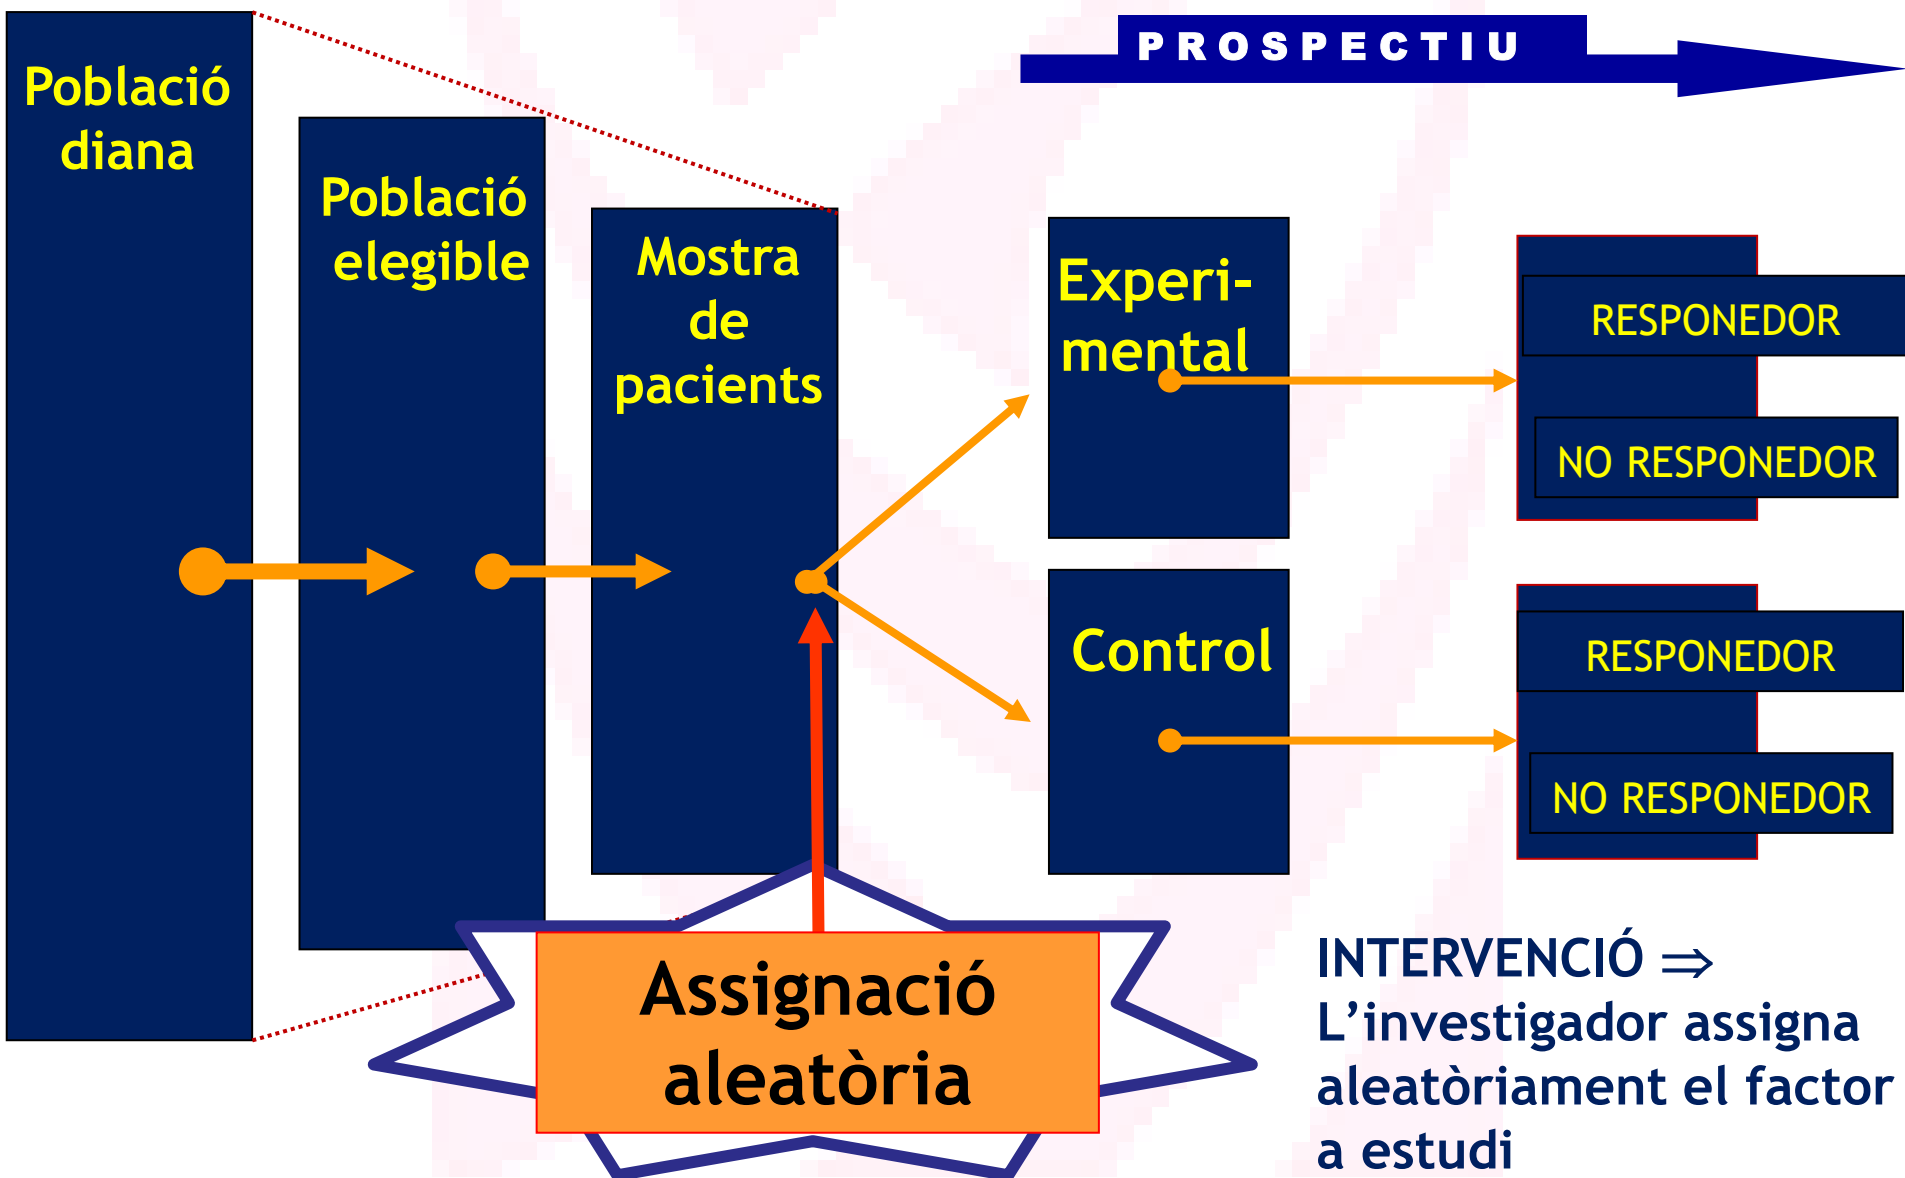 PROSPECTIU
Població
diana
Població
elegible
Mostra
de
pacients
Experi-
mental
RESPONEDOR
NO RESPONEDOR
Control
RESPONEDOR
NO RESPONEDOR
Assignació
aleatòria
INTERVENCIÓ ⇒
L’investigador assigna
aleatòriament el factor
a estudi